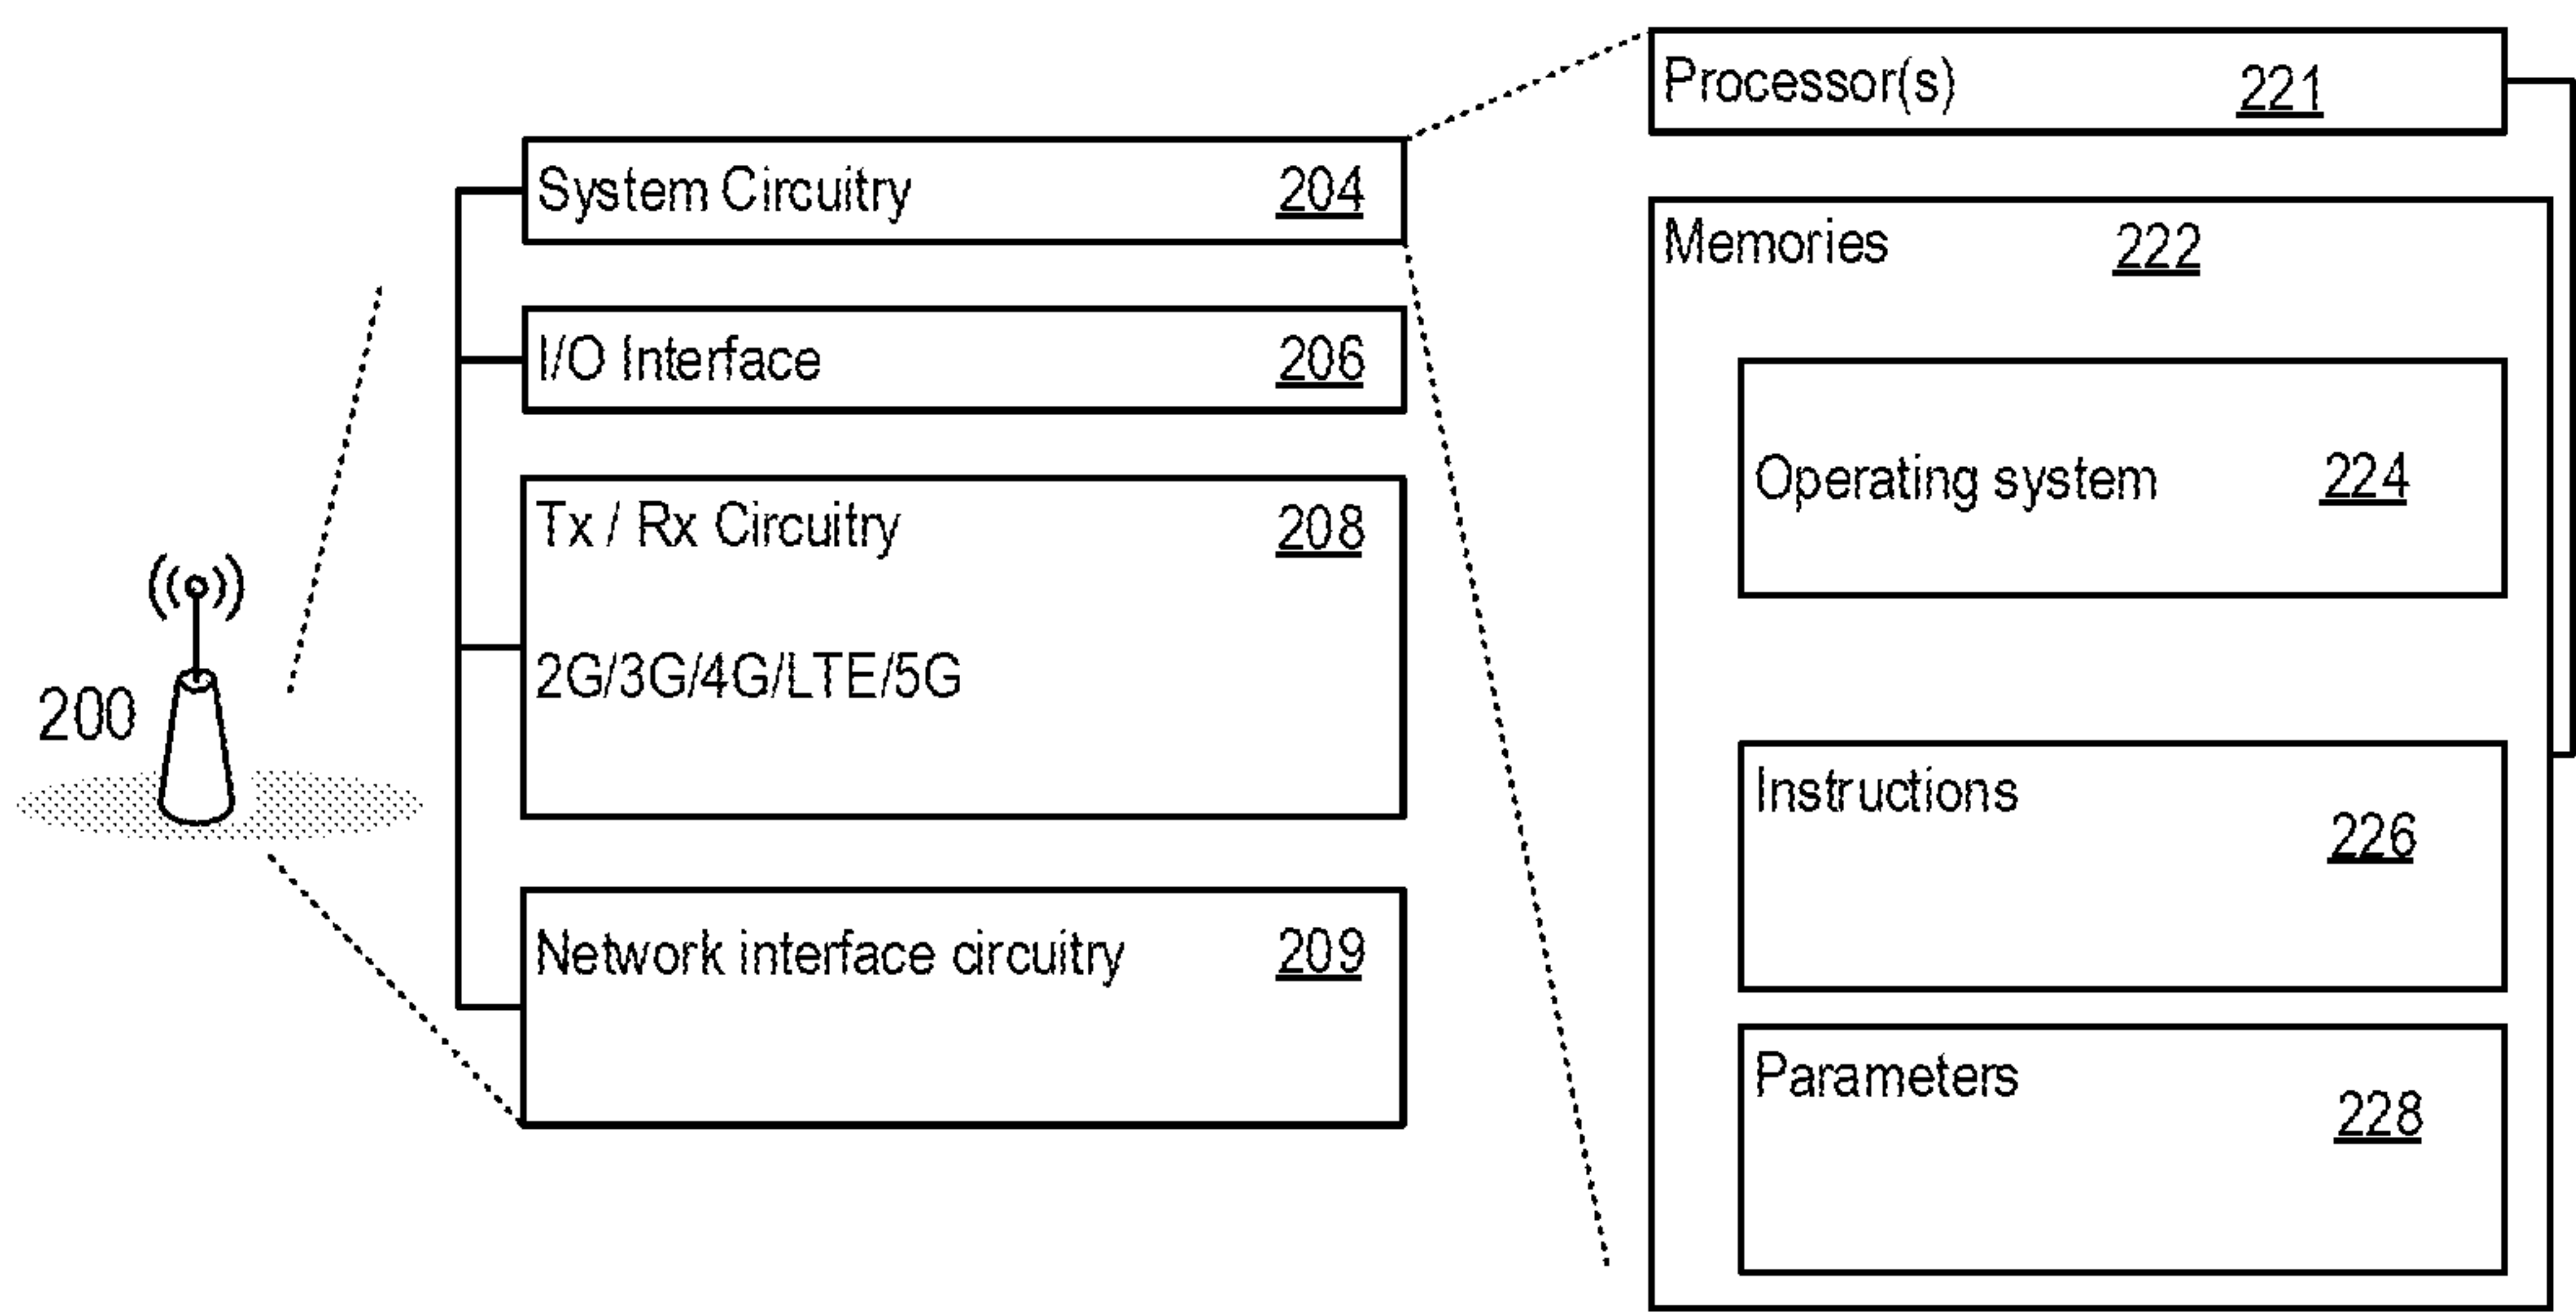 200
System Circuitry 204
I/O Interface 206
Tx / Rx Circuitry 208
2G/3G/4G/LTE/5G
Network interface circuitry 209
Processor(s) 221
Memories 222
Operating system 224
Instructions
226
Parameters
228